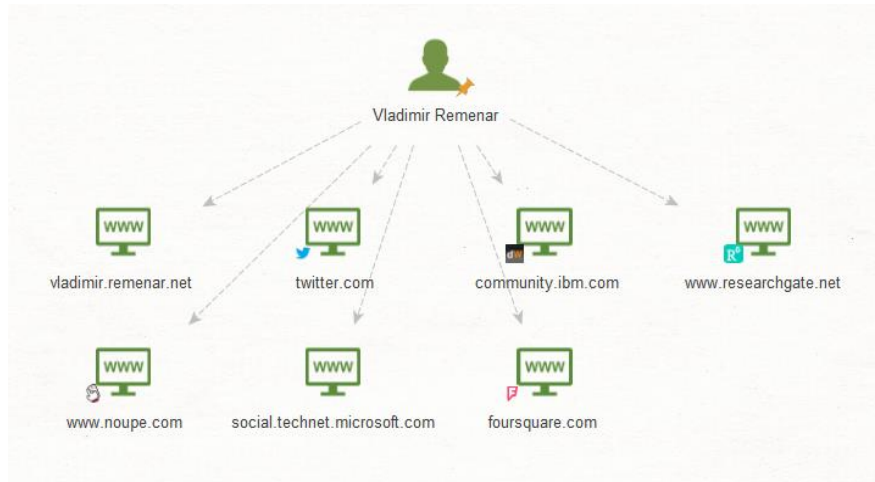 Vladimir Remenar
WWW WWW WWW WWW
vladimir.remenar.net twitter.com community.ibm.com www.researchgate.net
dW R^G
WWW WWW WWW
www.noupe.com social.technet.microsoft.com foursquare.com